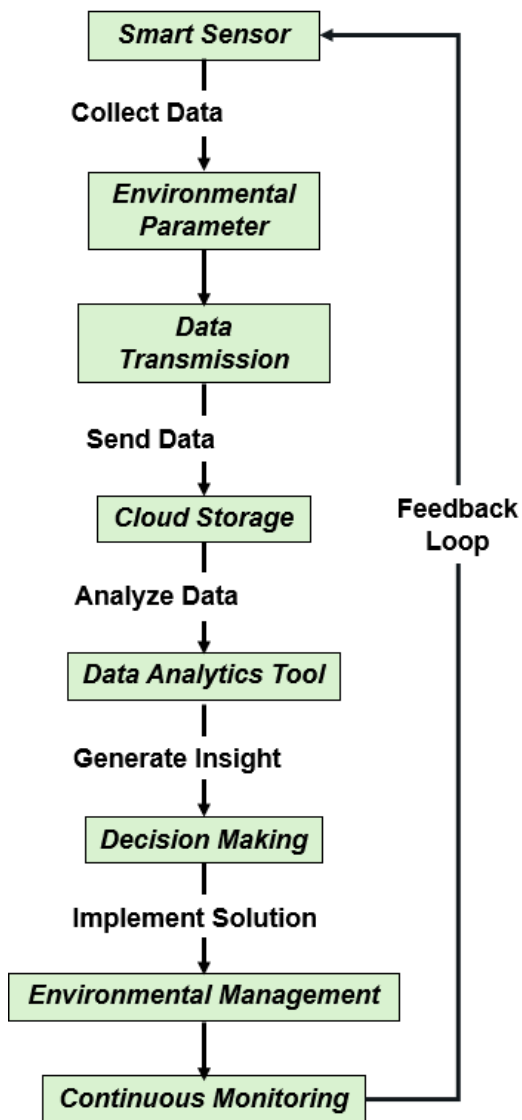 Smart Sensor
Collect Data
Environmental
Parameter
Data
Transmission
Send Data
Cloud Storage
Feedback
Loop
Analyze Data
Data Analytics Tool
Generate Insight
Decision Making
Implement Solution
Environmental Management
Continuous Monitoring